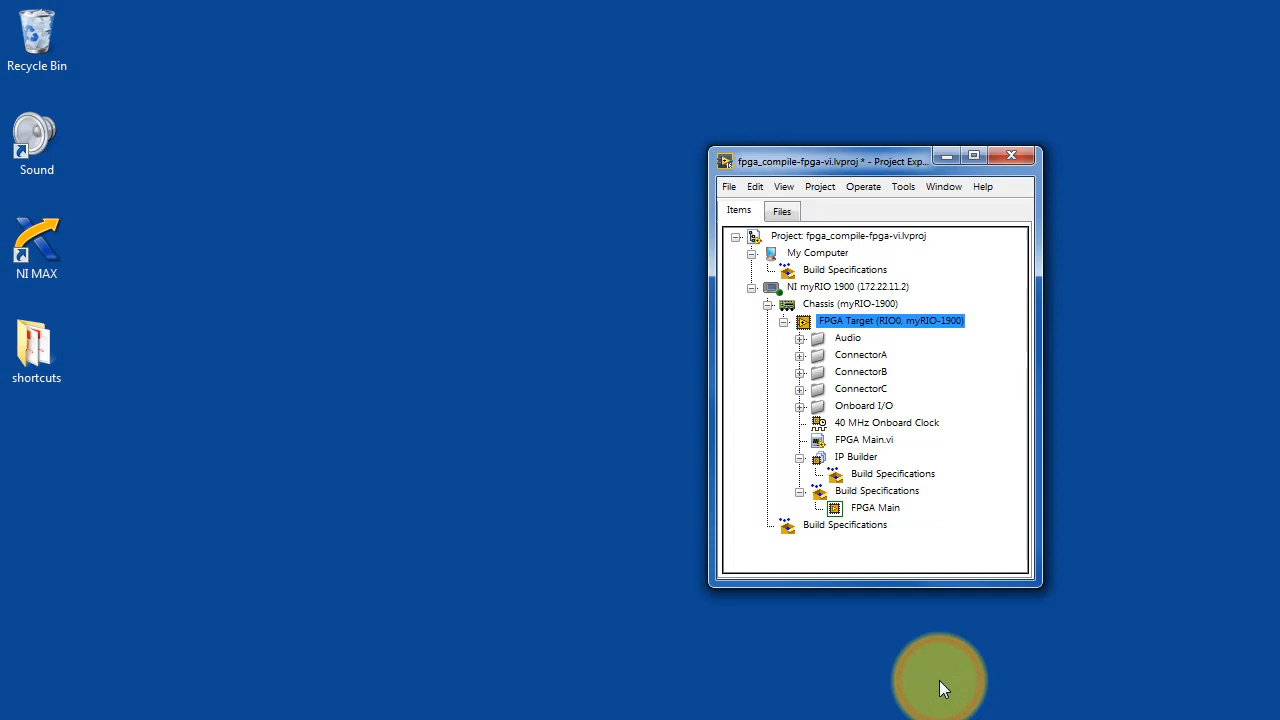 Recycle Bin
Sound
NI MAX
shortcuts
fpga_compile-fpga-vi.lvproj * - Project Exp...
File Edit View Project Operate Tools Window Help
Items Files
Project: fpga_compile-fpga-vi.lvproj
My Computer
Build Specifications
NI myRIO 1900 (172.22.11.2)
Chassis (myRIO-1900)
FPGA Target (RIO0, myRIO-1900)
Audio
ConnectorA
ConnectorB
ConnectorC
Onboard I/O
40 MHz Onboard Clock
FPGA Main.vi
IP Builder
Build Specifications
Build Specifications
FPGA Main
Build Specifications